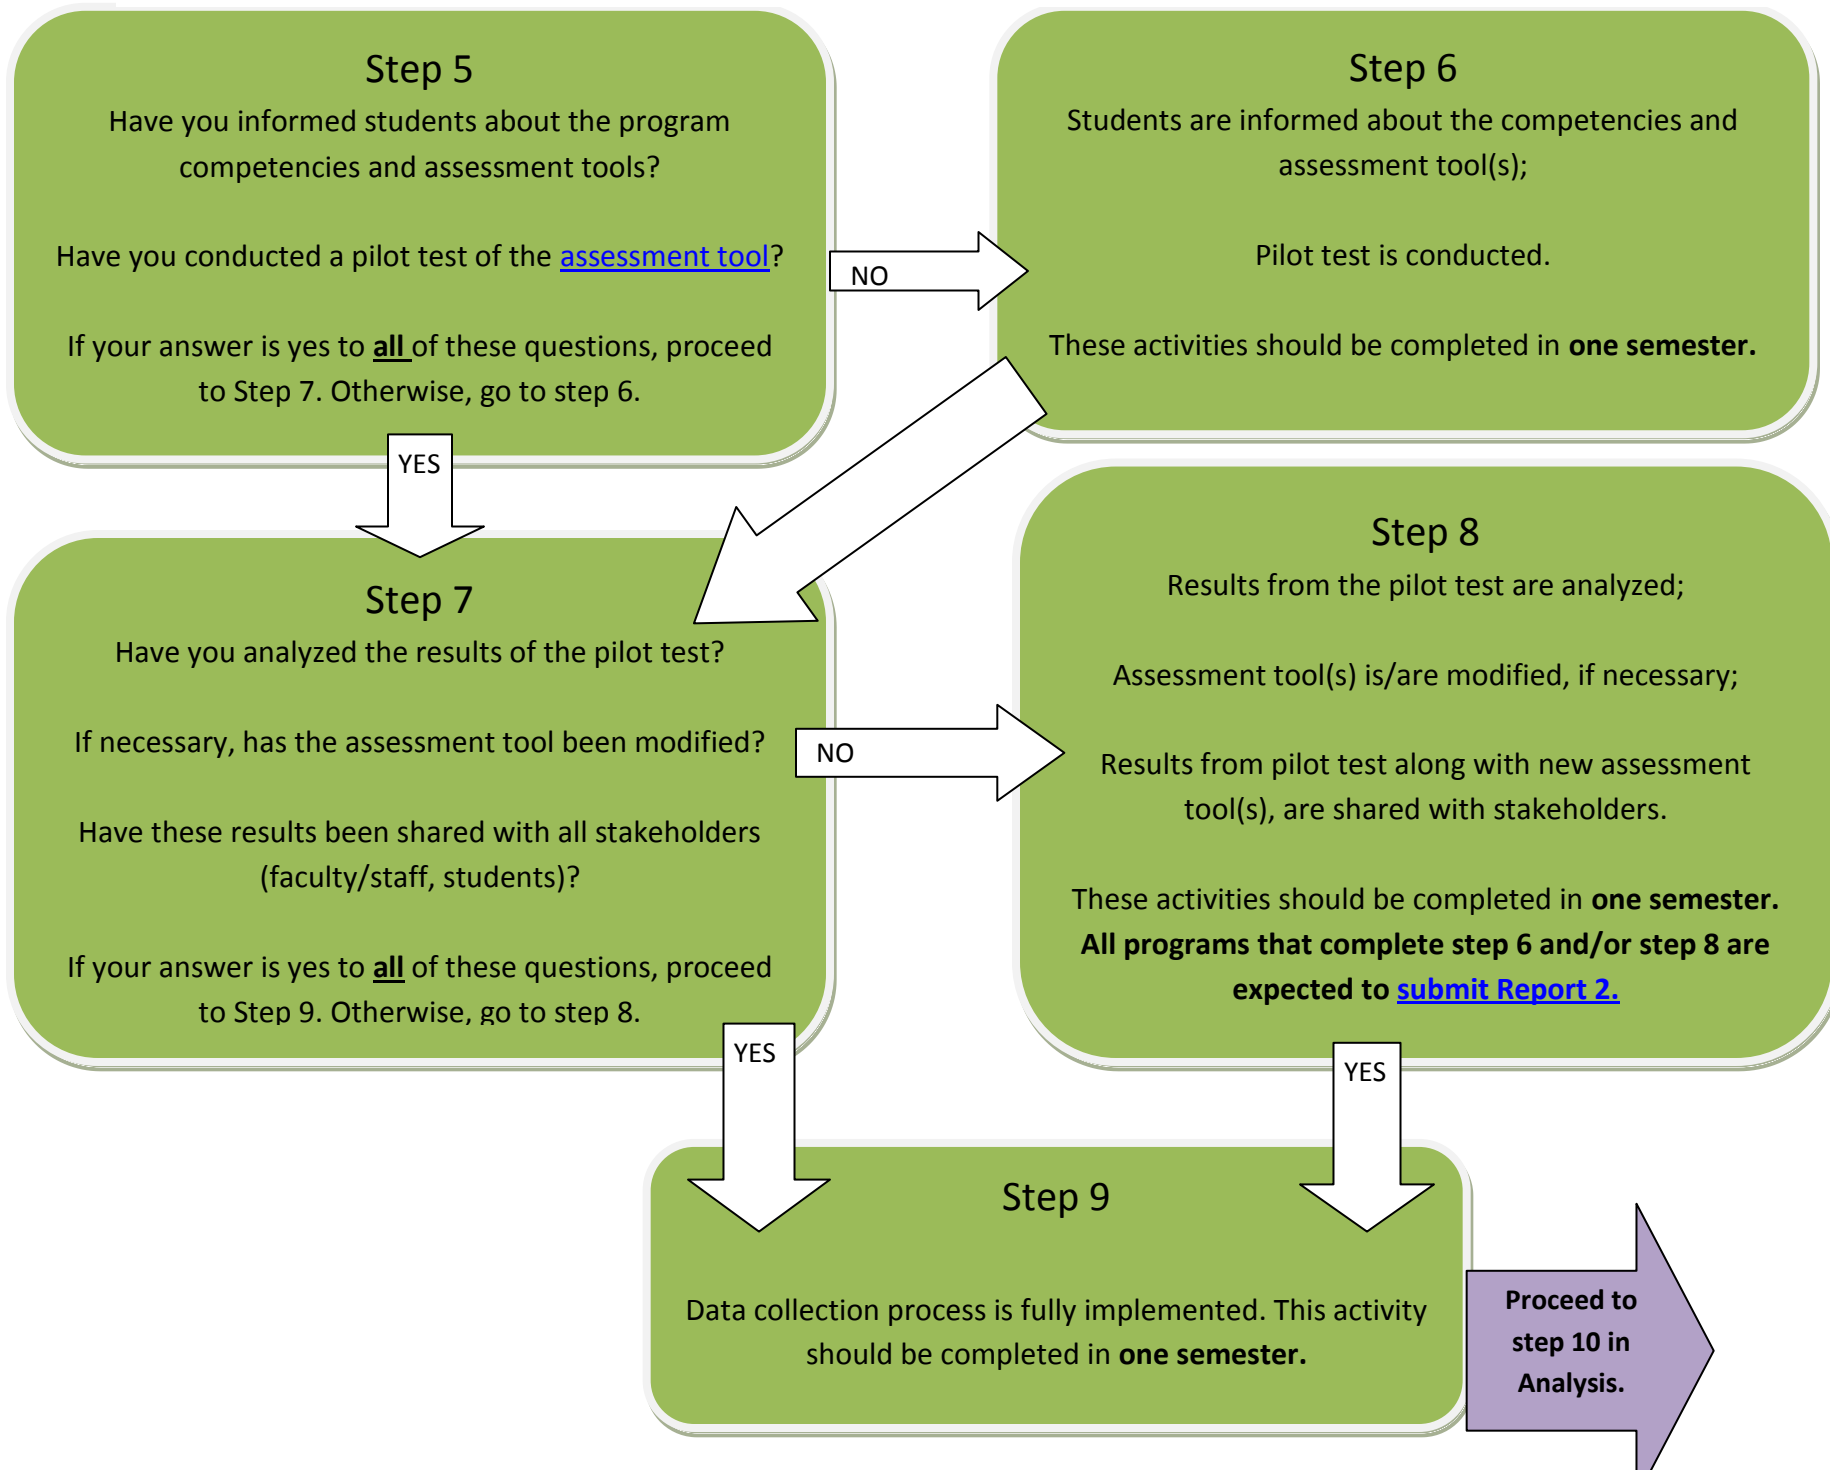 Step 5
Have you informed students about the program
competencies and assessment tools?
Have you conducted a pilot test of the assessment tool?
If your answer is yes to all of these questions, proceed
to Step 7. Otherwise, go to step 6.
NO
Step 6
Students are informed about the competencies and
assessment tool(s);
Pilot test is conducted.
These activities should be completed in one semester.
YES
Step 7
Have you analyzed the results of the pilot test?
If necessary, has the assessment tool been modified?
Have these results been shared with all stakeholders
(faculty/staff, students)?
If your answer is yes to all of these questions, proceed
to Step 9. Otherwise, go to step 8.
NO
Step 8
Results from the pilot test are analyzed;
Assessment tool(s) is/are modified, if necessary;
Results from pilot test along with new assessment
tool(s), are shared with stakeholders.
These activities should be completed in one semester.
All programs that complete step 6 and/or step 8 are
expected to submit Report 2.
YES
YES
Step 9
Data collection process is fully implemented. This activity
should be completed in one semester.
Proceed to
step 10 in
Analysis.